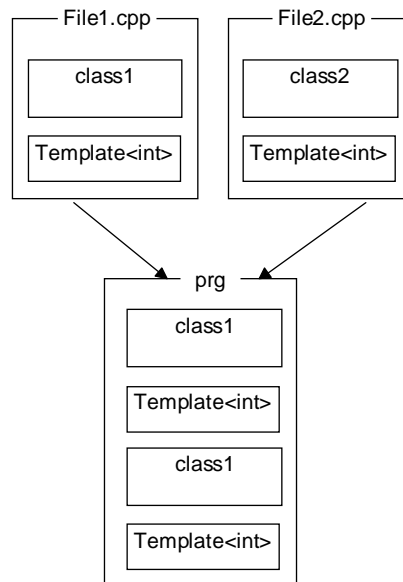 File1.cpp
File2.cpp
class1
class2
Template<int>
Template<int>
prg
class1
Template<int>
class1
Template<int>